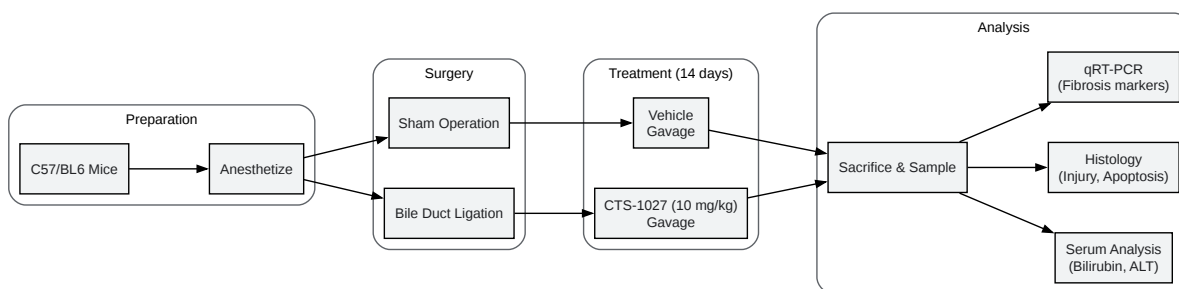 Preparation
C57/BL6 Mice
Anesthetize
Surgery
Sham Operation
Bile Duct Ligation
Treatment (14 days)
Vehicle
Gavage
CTS-1027 (10 mg/kg)
Gavage
Analysis
Sacrifice & Sample
qRT-PCR
(Fibrosis markers)
Histology
(Injury, Apoptosis)
Serum Analysis
(Bilirubin, ALT)